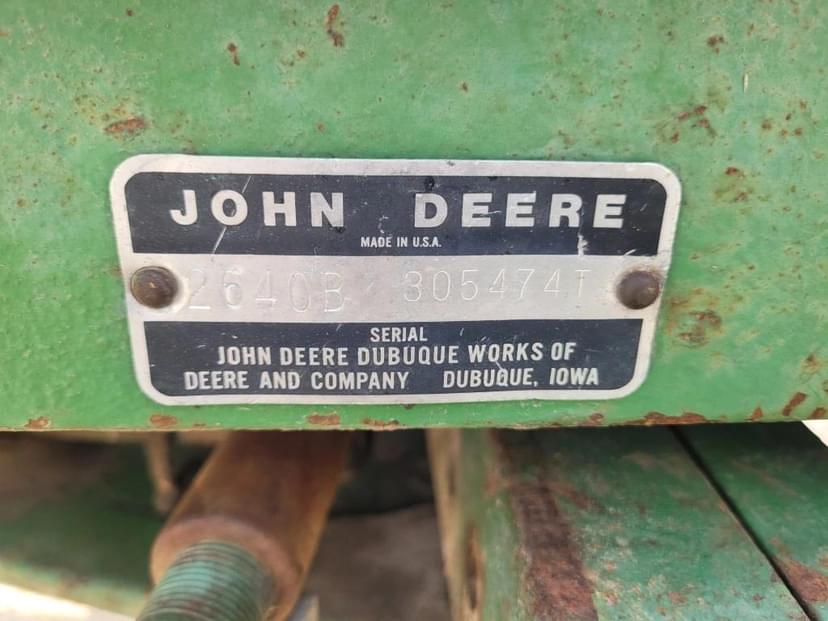 JOHN DEERE
MADE IN U.S.A.
2640B 305474T
SERIAL
JOHN DEERE DUBUQUE WORKS OF
DEERE AND COMPANY DUBUQUE, IOWA